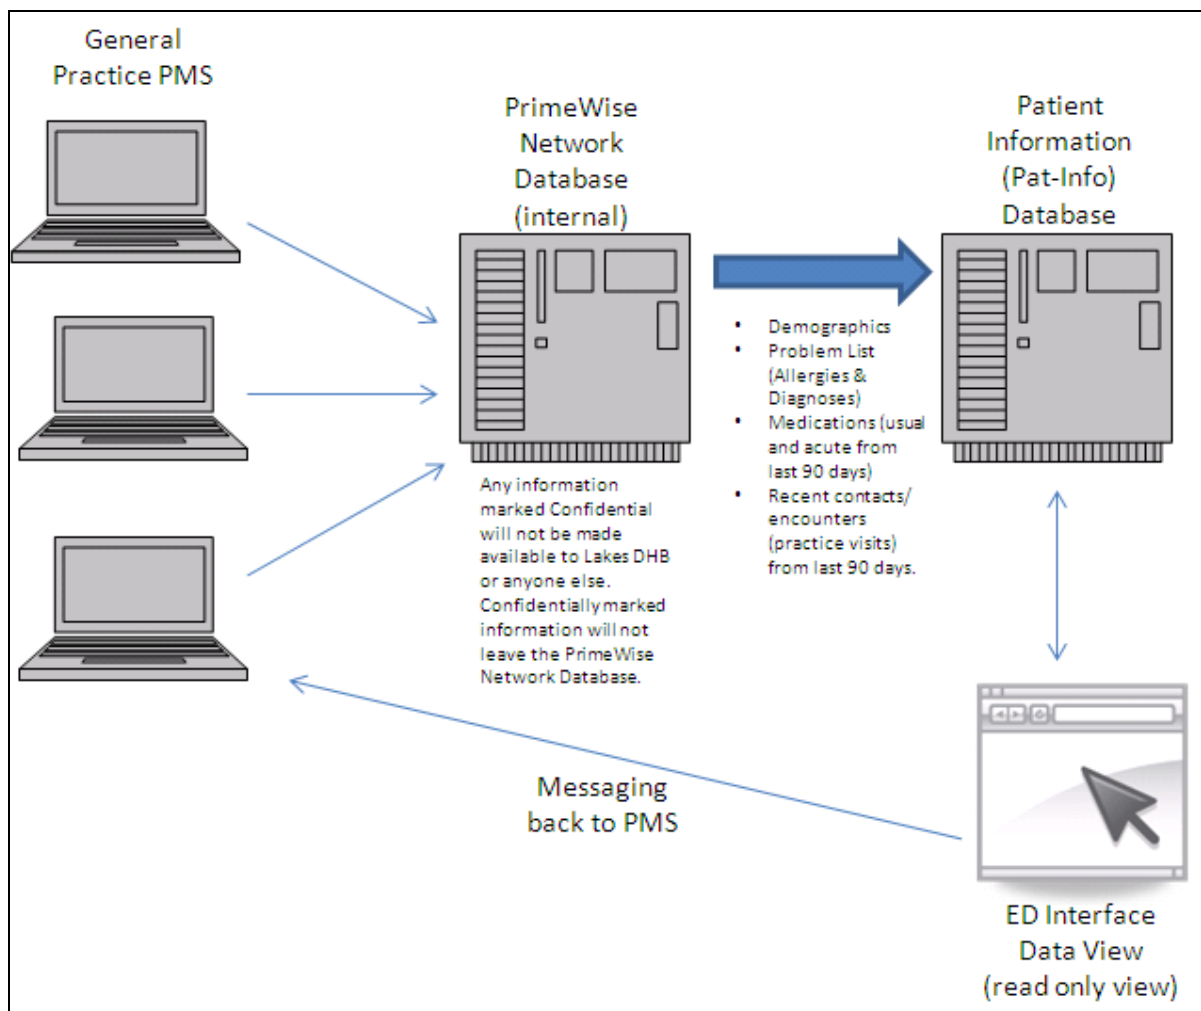 General
Practice PMS
PrimeWise
Network
Database
(internal)
Patient
Information
(Pat-Info)
Database
• Demographics
• Problem List
(Allergies &
Diagnoses)
• Medications (usual
and acute from
last 90 days)
• Recent contacts/
encounters
(practice visits)
from last 90 days.
Any information
marked Confidential
will not be made
available to Lakes DHB
or anyone else.
Confidentially marked
information will not
leave the PrimeWise
Network Database.
Messaging
back to PMS
ED Interface
Data View
(read only view)